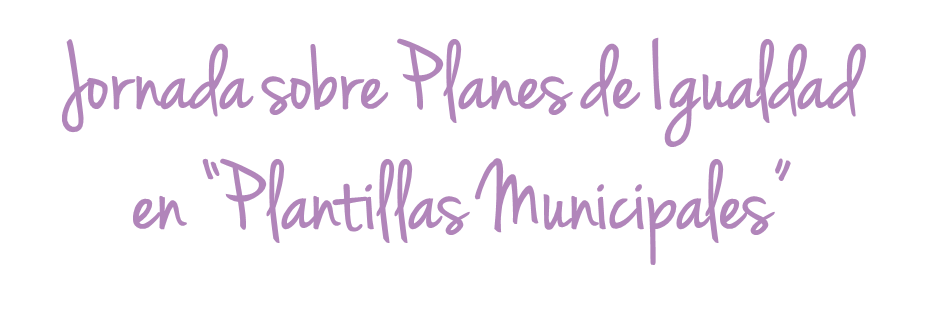 Jornada sobre Planes de Igualdad
en "Plantillas Municipales"